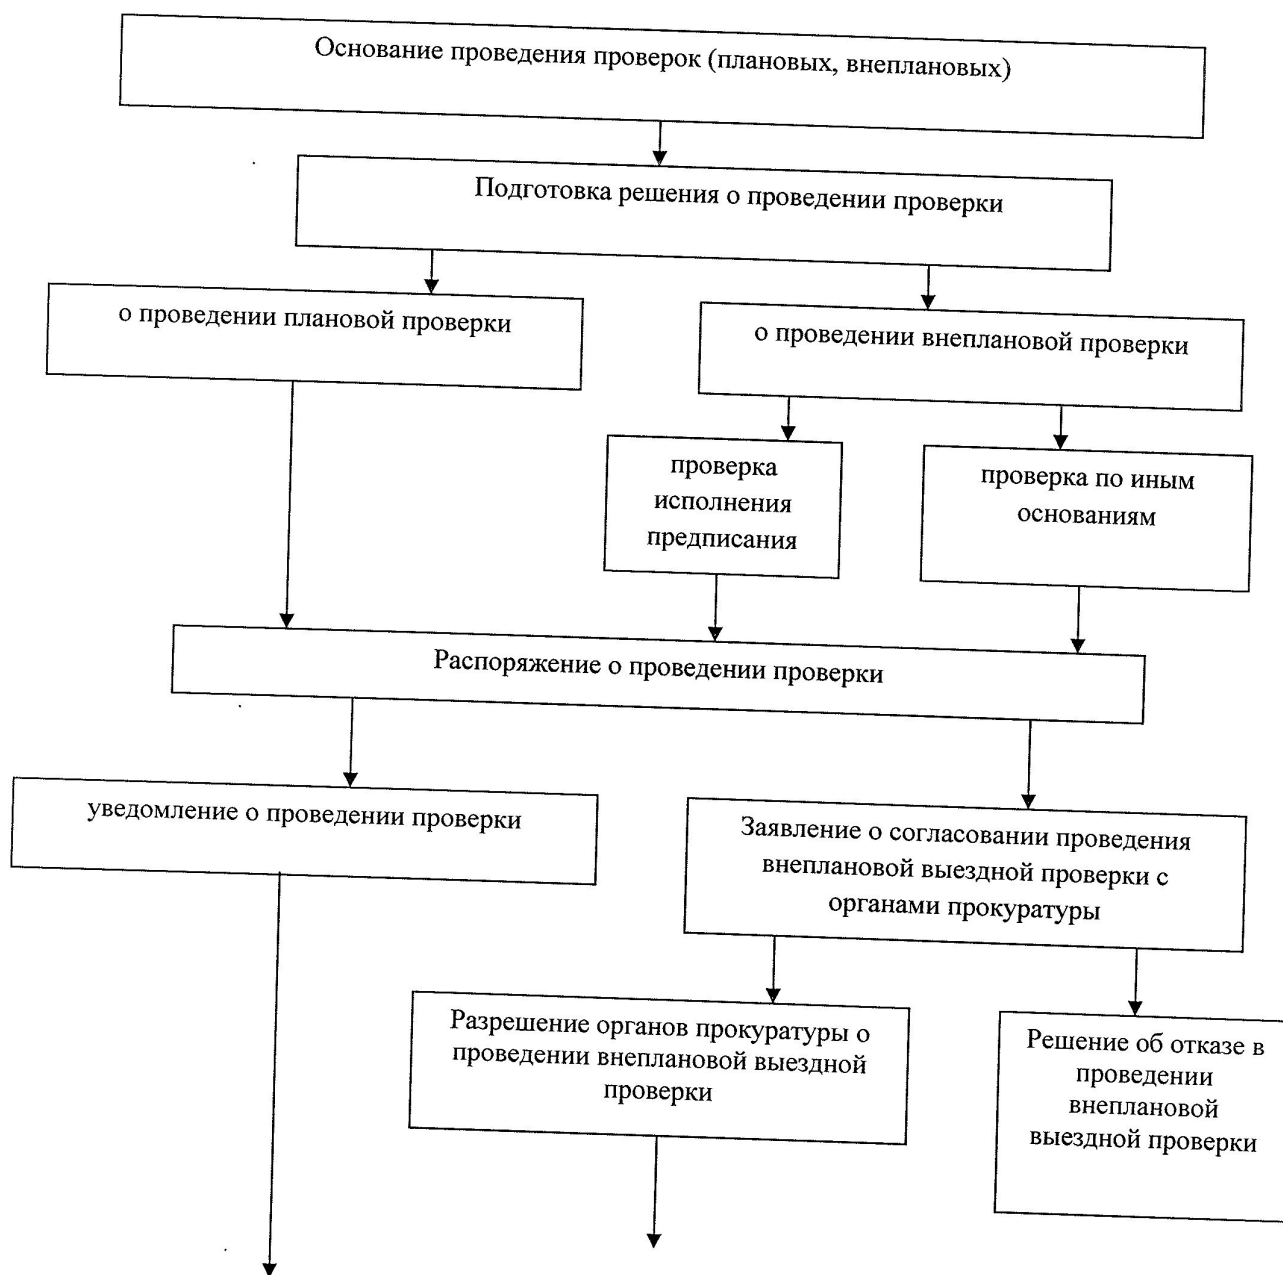 Основание проведения проверок (плановых, внеплановых)
Подготовка решения о проведении проверки
о проведении плановой проверки
о проведении внеплановой проверки
проверка
исполнения
предписания
проверка по иным
основаниям
Распоряжение о проведении проверки
уведомление о проведении проверки
Заявление о согласовании проведения
внеплановой выездной проверки с
органами прокуратуры
Разрешение органов прокуратуры о
проведении внеплановой выездной
проверки
Решение об отказе в
проведении
внеплановой
выездной проверки